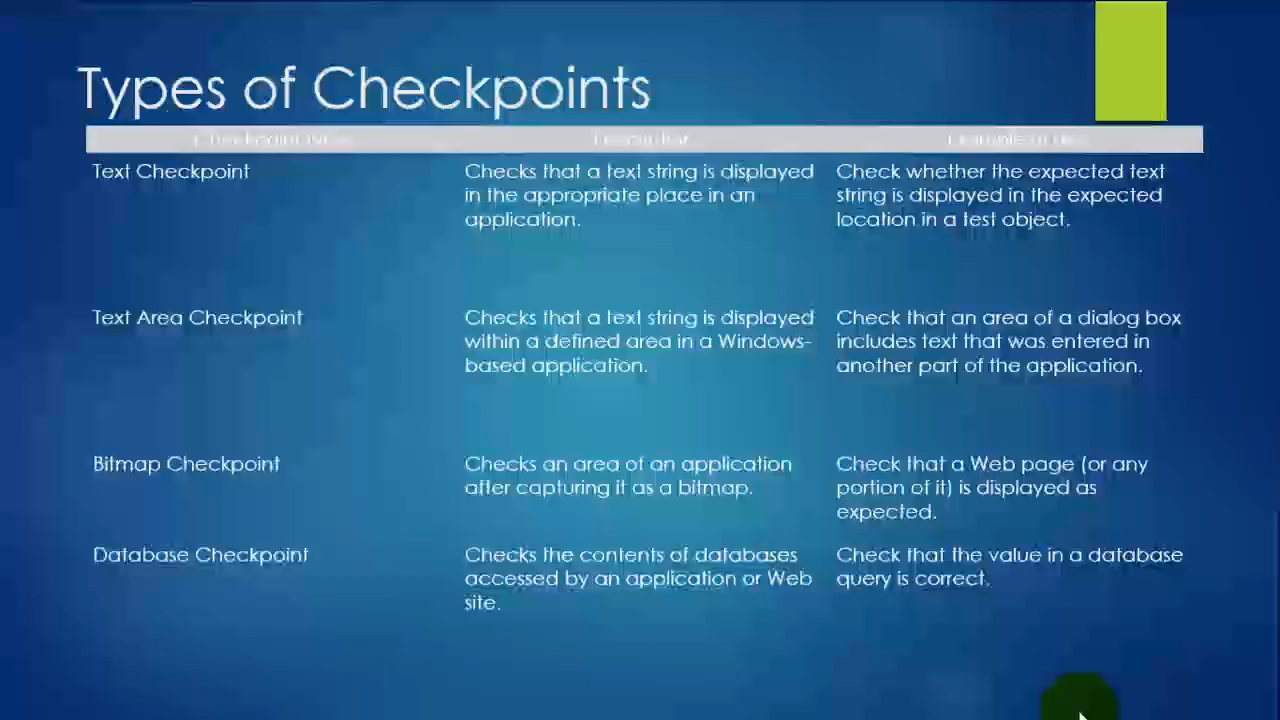 Types of Checkpoints
Text Checkpoint
Checks that a text string is displayed
in the appropriate place in an
application.
Check whether the expected text
string is displayed in the expected
location in a test object.
Text Area Checkpoint
Checks that a text string is displayed
within a defined area in a Windows-
based application.
Check that an area of a dialog box
includes text that was entered in
another part of the application.
Bitmap Checkpoint
Checks an area of an application
after capturing it as a bitmap.
Check that a Web page (or any
portion of it) is displayed as
expected.
Database Checkpoint
Checks the contents of databases
accessed by an application or Web
site.
Check that the value in a database
query is correct.